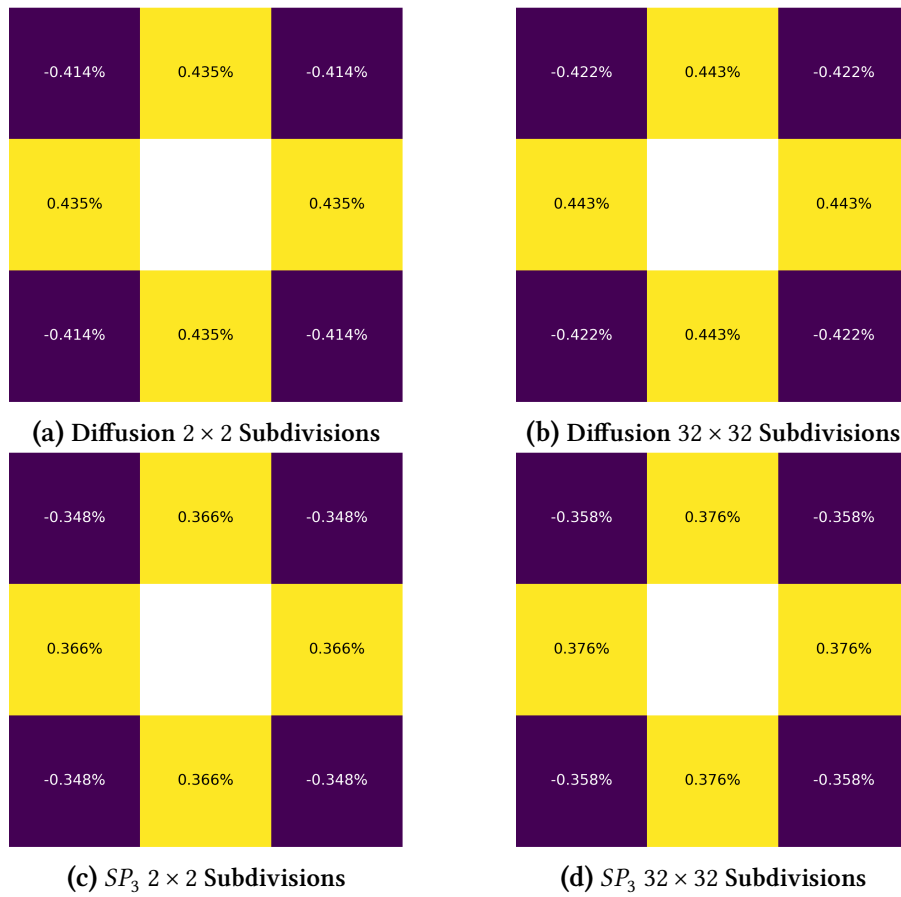 -0.414% 0.435% -0.414% -0.422% 0.443% -0.422%
0.435% 0.435% 0.443% 0.443%
-0.414% 0.435% -0.414% -0.422% 0.443% -0.422%
(a) Diffusion 2 × 2 Subdivisions (b) Diffusion 32 × 32 Subdivisions
-0.348% 0.366% -0.348% -0.358% 0.376% -0.358%
0.366% 0.366% 0.376% 0.376%
-0.348% 0.366% -0.348% -0.358% 0.376% -0.358%
(c) SP₃ 2 × 2 Subdivisions (d) SP₃ 32 × 32 Subdivisions